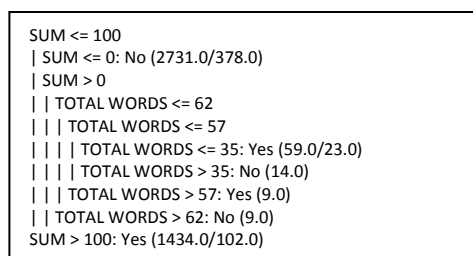 SUM <= 100
| SUM <= 0: No (2731.0/378.0)
| SUM > 0
| | TOTAL WORDS <= 62
| | | TOTAL WORDS <= 57
| | | | TOTAL WORDS <= 35: Yes (59.0/23.0)
| | | | TOTAL WORDS > 35: No (14.0)
| | | TOTAL WORDS > 57: Yes (9.0)
| | TOTAL WORDS > 62: No (9.0)
SUM > 100: Yes (1434.0/102.0)